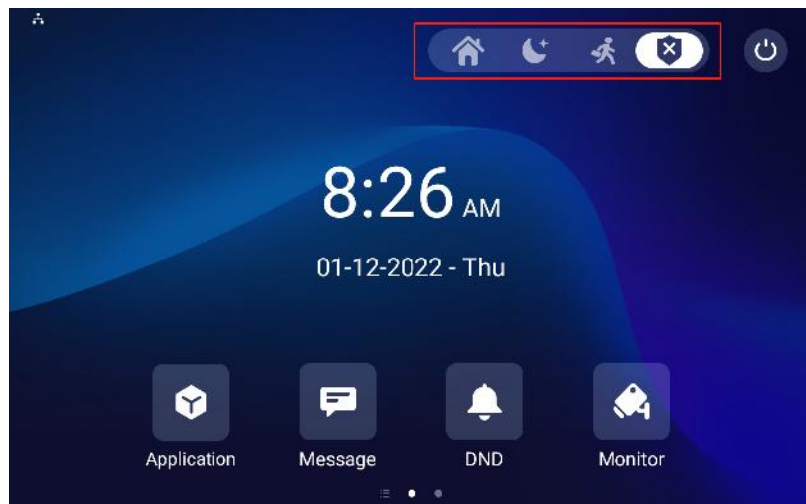 8:26 AM
01-12-2022 - Thu
Application Message DND Monitor